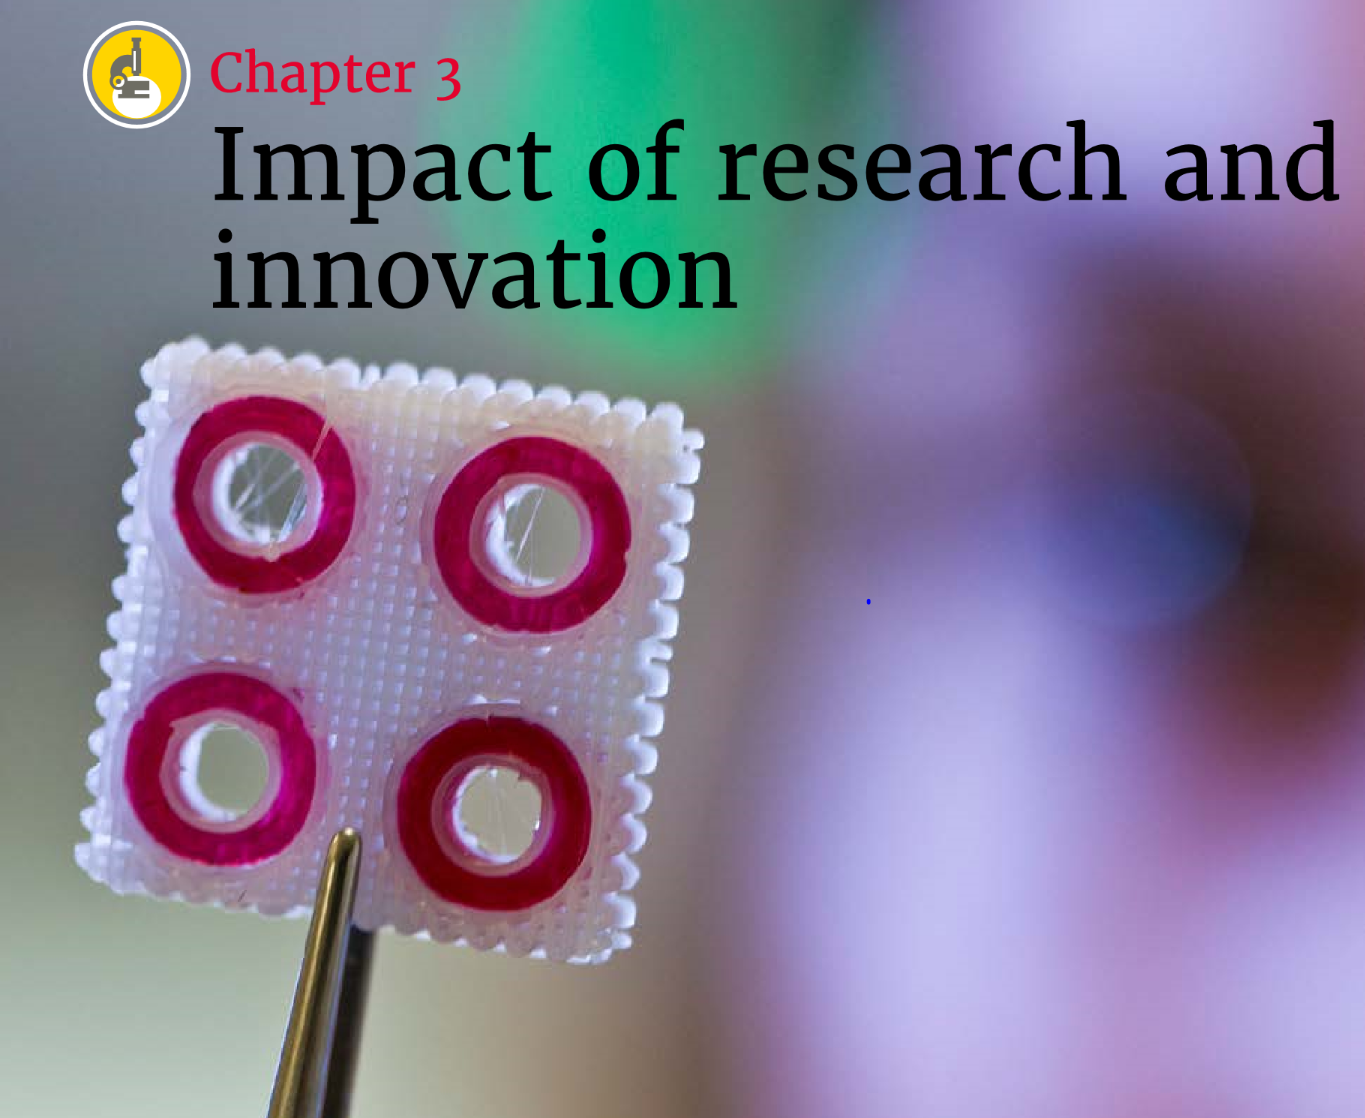 Chapter 3
Impact of research and
innovation